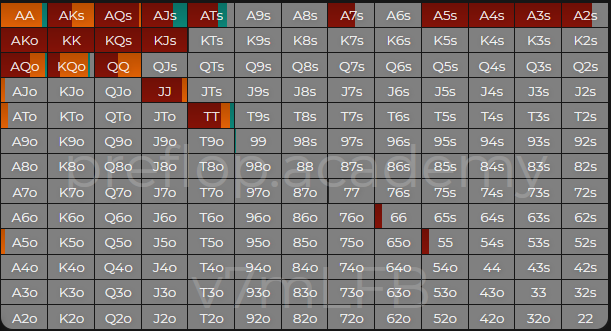 AA AKs AQs AJs ATs A9s A8s A7s A6s A5s A4s A3s A2s
AKo KK KQs KJs KTs K9s K8s K7s K6s K5s K4s K3s K2s
AQo KQo QQ QJs QTs Q9s Q8s Q7s Q6s Q5s Q4s Q3s Q2s
AJo KJo QJo JJ JTs J9s J8s J7s J6s J5s J4s J3s J2s
ATo KTo QTo JTo TT T9s T8s T7s T6s T5s T4s T3s T2s
A9o K9o Q9o J9o T9o 99 98s 97s 96s 95s 94s 93s 92s
A8o K8o Q8o J8o T8o 98o 88 87s 86s 85s 84s 83s 82s
preflop.academy
A7o K7o Q7o J7o T7o 97o 87o 77 76s 75s 74s 73s 72s
A6o K6o Q6o J6o T6o 96o 86o 76o 66 65s 64s 63s 62s
A5o K5o Q5o J5o T5o 95o 85o 75o 65o 55 54s 53s 52s
A4o K4o Q4o J4o T4o 94o 84o 74o 64o 54o 44 43s 42s
A3o K3o Q3o J3o T3o 93o 83o 73o 63o 53o 43o 33 32s
A2o K2o Q2o J2o T2o 92o 82o 72o 62o 52o 42o 32o 22